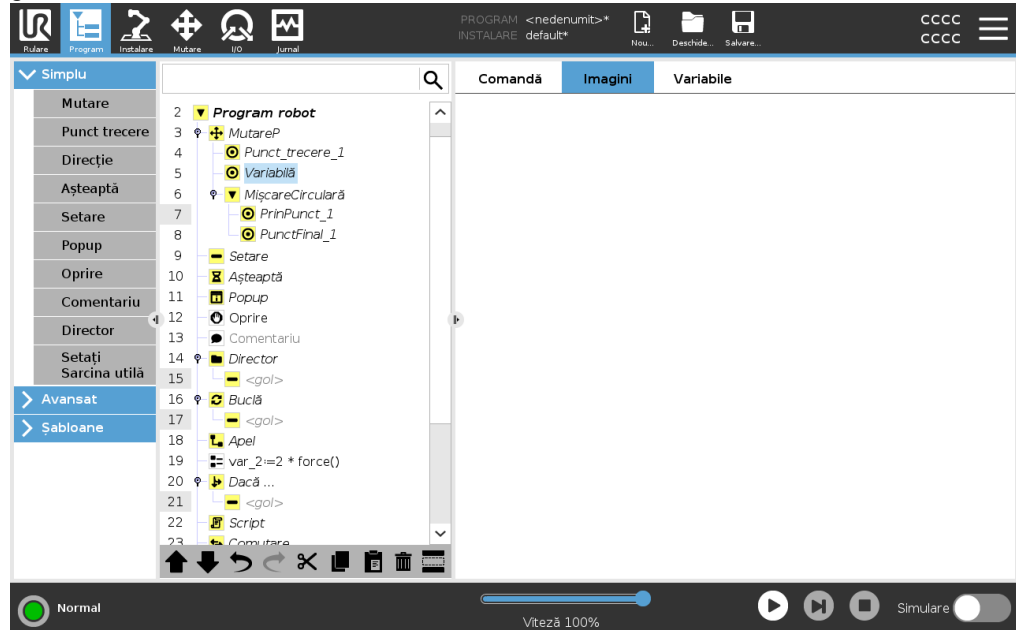 UR
PROGRAM <nedenumit>*
INSTALARE default*
CCCC
CCCC
Rulare Program Instalare Mutare I/O Jurnal Nou... Deschide... Salvare...
Simplu
Mutare
Punct trecere
Direcție
Așteaptă
Setare
Popup
Oprire
Comentariu
Director
Setați
Sarcina utilă
Avansat
Șabloane
2 Program robot
3 MutareP
4 Punct_trecere_1
5 Variabilă
6 MișcareCirculară
7 PrinPunct_1
8 PunctFinal_1
9 Setare
10 Așteaptă
11 Popup
12 Oprire
13 Comentariu
14 Director
15 <gol>
16 Buclă
17 <gol>
18 Apel
19 var_2:=2 * force()
20 Dacă ...
21 <gol>
22 Script
23 Comutare
Comandă Imagini Variabile
Normal
Viteză 100%
Simulare